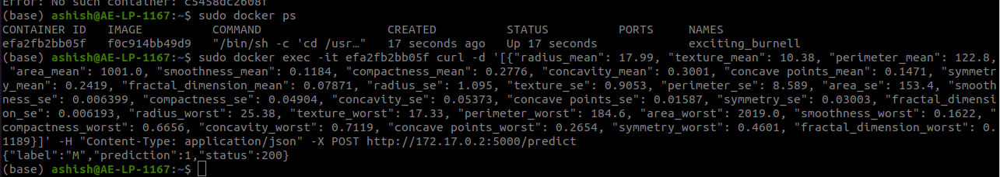 Error: No such container: c5458dc2608f
(base) ashish@AE-LP-1167:~$ sudo docker ps
CONTAINER ID   IMAGE          COMMAND                  CREATED          STATUS          PORTS     NAMES
efa2fb2bb05f   f0c914bb49d9   "/bin/sh -c 'cd /usr…"   17 seconds ago   Up 17 seconds             exciting_burnell
(base) ashish@AE-LP-1167:~$ sudo docker exec -it efa2fb2bb05f curl -d '[{"radius_mean": 17.99, "texture_mean": 10.38, "perimeter_mean": 122.8,
 "area_mean": 1001.0, "smoothness_mean": 0.1184, "compactness_mean": 0.2776, "concavity_mean": 0.3001, "concave points_mean": 0.1471, "symmetr
y_mean": 0.2419, "fractal_dimension_mean": 0.07871, "radius_se": 1.095, "texture_se": 0.9053, "perimeter_se": 8.589, "area_se": 153.4, "smooth
ness_se": 0.006399, "compactness_se": 0.04904, "concavity_se": 0.05373, "concave points_se": 0.01587, "symmetry_se": 0.03003, "fractal_dimensi
on_se": 0.006193, "radius_worst": 25.38, "texture_worst": 17.33, "perimeter_worst": 184.6, "area_worst": 2019.0, "smoothness_worst": 0.1622, "
compactness_worst": 0.6656, "concavity_worst": 0.7119, "concave points_worst": 0.2654, "symmetry_worst": 0.4601, "fractal_dimension_worst": 0.
1189}]' -H "Content-Type: application/json" -X POST http://172.17.0.2:5000/predict
{"label":"M","prediction":1,"status":200}
(base) ashish@AE-LP-1167:~$